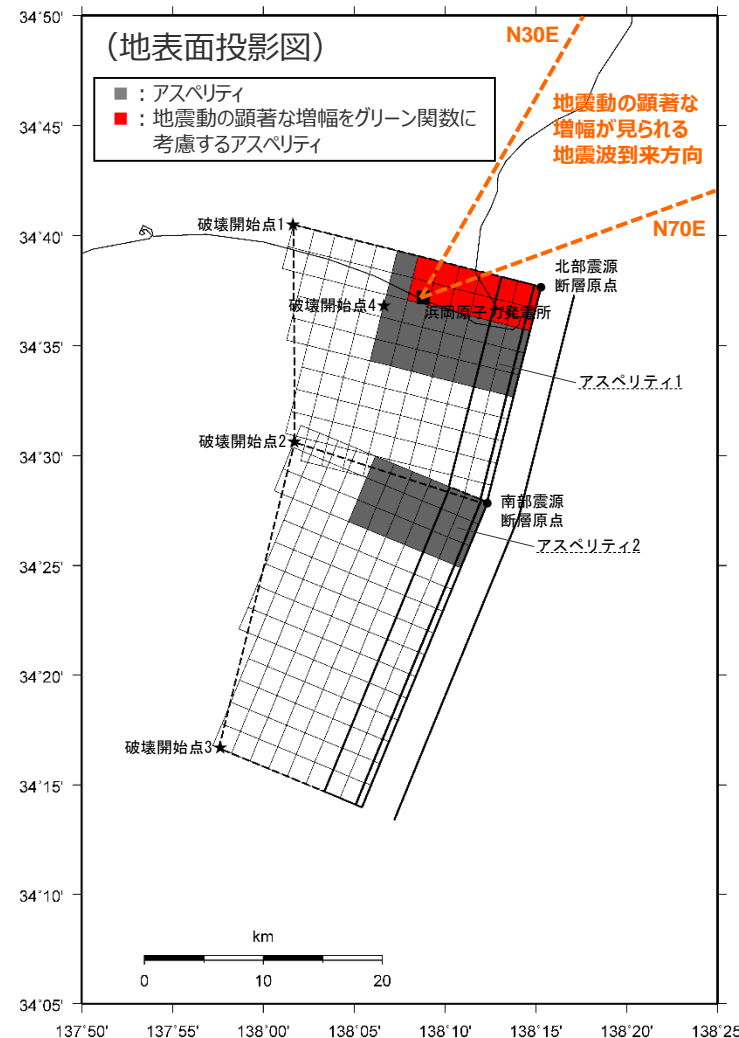 (地表面投影図)
■ : アスペリティ
■ : 地震動の顕著な増幅をグリーン関数に
考慮するアスペリティ
N30E
地震動の顕著な
増幅が見られる
地震波到来方向
N70E
破壊開始点1
北部震源
断層原点
破壊開始点4
浜岡原子力発電所
アスペリティ1
破壊開始点2
南部震源
断層原点
アスペリティ2
破壊開始点3
km
0 10 20
34°50'
34°45'
34°40'
34°35'
34°30'
34°25'
34°20'
34°15'
34°10'
34°05'
137°50' 137°55' 138°00' 138°05' 138°10' 138°15' 138°20' 138°25